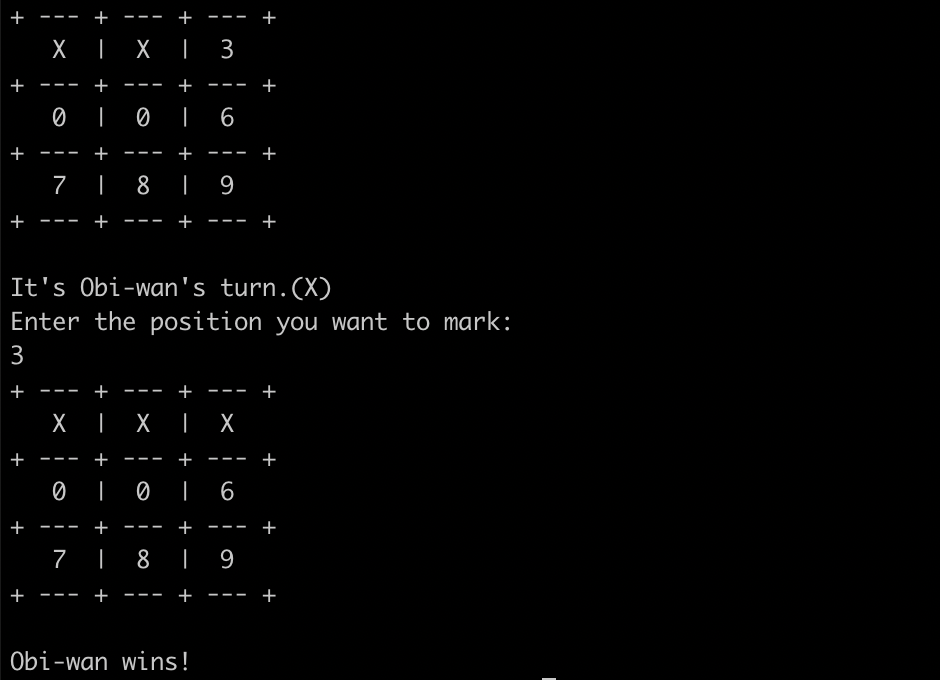 + --- + --- + --- +
   X  |  X  |  3
+ --- + --- + --- +
   0  |  0  |  6
+ --- + --- + --- +
   7  |  8  |  9
+ --- + --- + --- +

It's Obi-wan's turn.(X)
Enter the position you want to mark:
3
+ --- + --- + --- +
   X  |  X  |  X
+ --- + --- + --- +
   0  |  0  |  6
+ --- + --- + --- +
   7  |  8  |  9
+ --- + --- + --- +

Obi-wan wins!